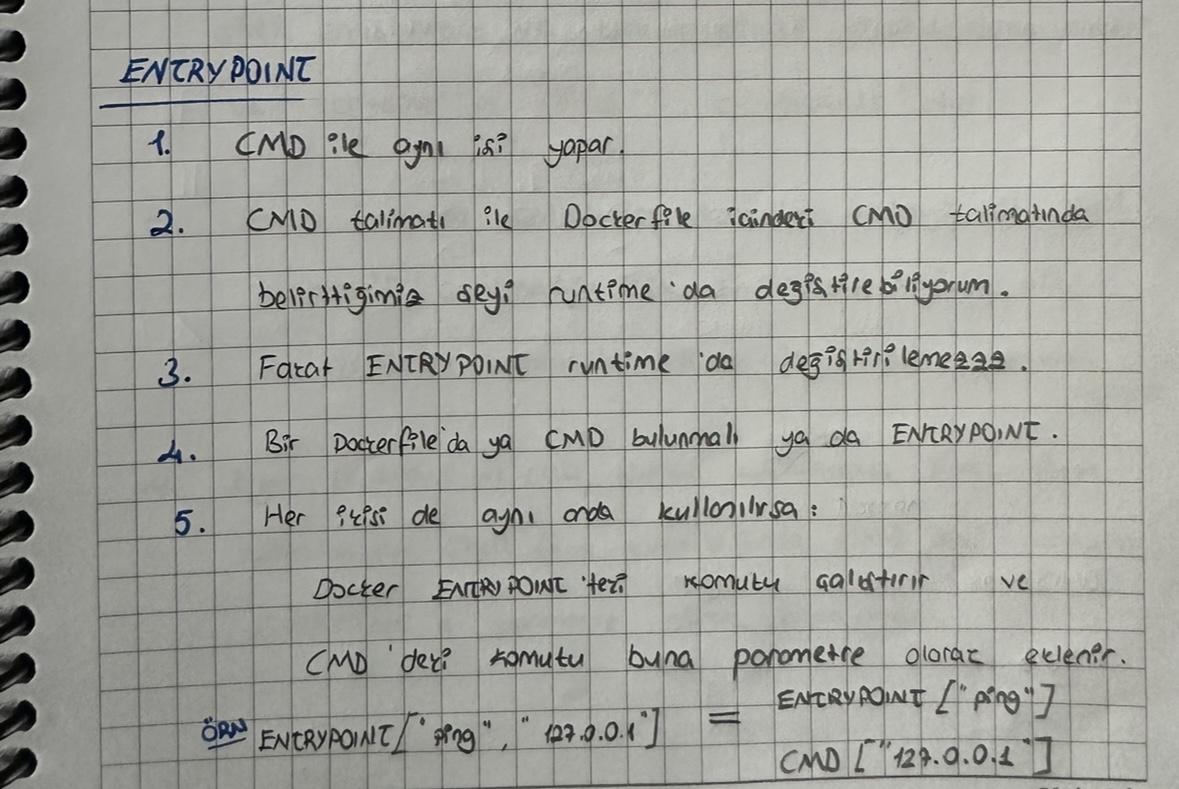 ENTRYPOINT
1. CMD ile aynı işi yapar.
2. CMD talimatı ile Dockerfile içindeki CMD talimatında
belirttiğimiz şeyi runtime'da değiştirebiliyorum.
3. Fakat ENTRYPOINT runtime'da değiştirilemezzz.
4. Bir Dockerfile'da ya CMD bulunmalı ya da ENTRYPOINT.
5. Her ikisi de aynı anda kullanılırsa:
Docker ENTRYPOINT'teki komutu çalıştırır ve
CMD'deki komutu buna parametre olarak eklenir.
ÖRN ENTRYPOINT["ping", "127.0.0.1"] = ENTRYPOINT ["ping"]
CMD ["127.0.0.1"]